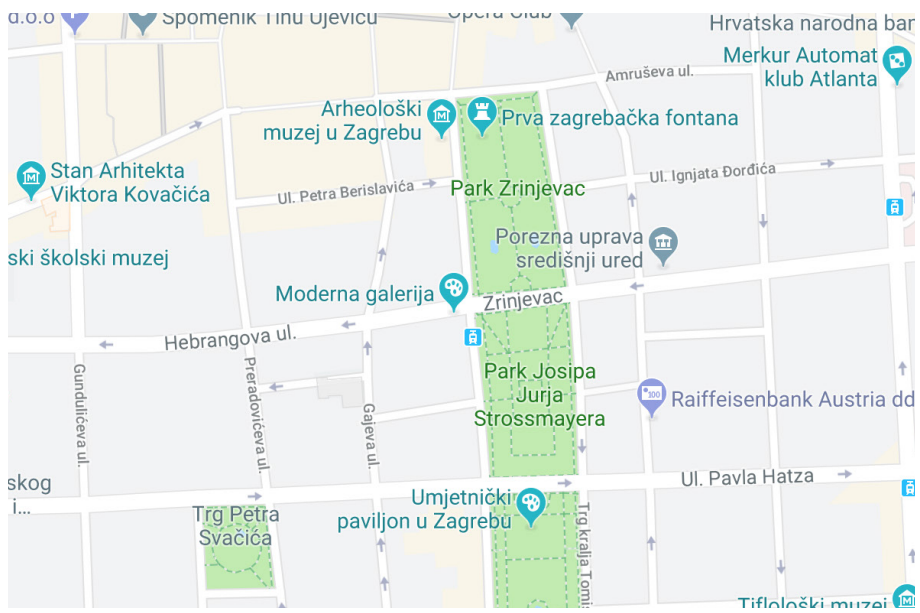 d.o.o
Spomenik Tinu Ujeviću
Opera Club
Hrvatska narodna ban
Merkur Automat
klub Atlanta
Amruševa ul.
Arheološki
muzej u Zagrebu
Prva zagrebačka fontana
Stan Arhitekta
Viktora Kovačića
Ul. Petra Berislavića
Park Zrinjevac
Ul. Ignjata Đorđića
ski školski muzej
Porezna uprava
središnji ured
Moderna galerija
Zrinjevac
Hebrangova ul.
Gundulićeva ul.
Preradovićeva ul.
Gajeva ul.
Park Josipa
Jurja
Strossmayera
100
Raiffeisenbank Austria dd
skog
i...
Ul. Pavla Hatza
Trg Petra
Svačića
Umjetnički
paviljon u Zagrebu
Trg kralja Tomis
Tiflološki muzej